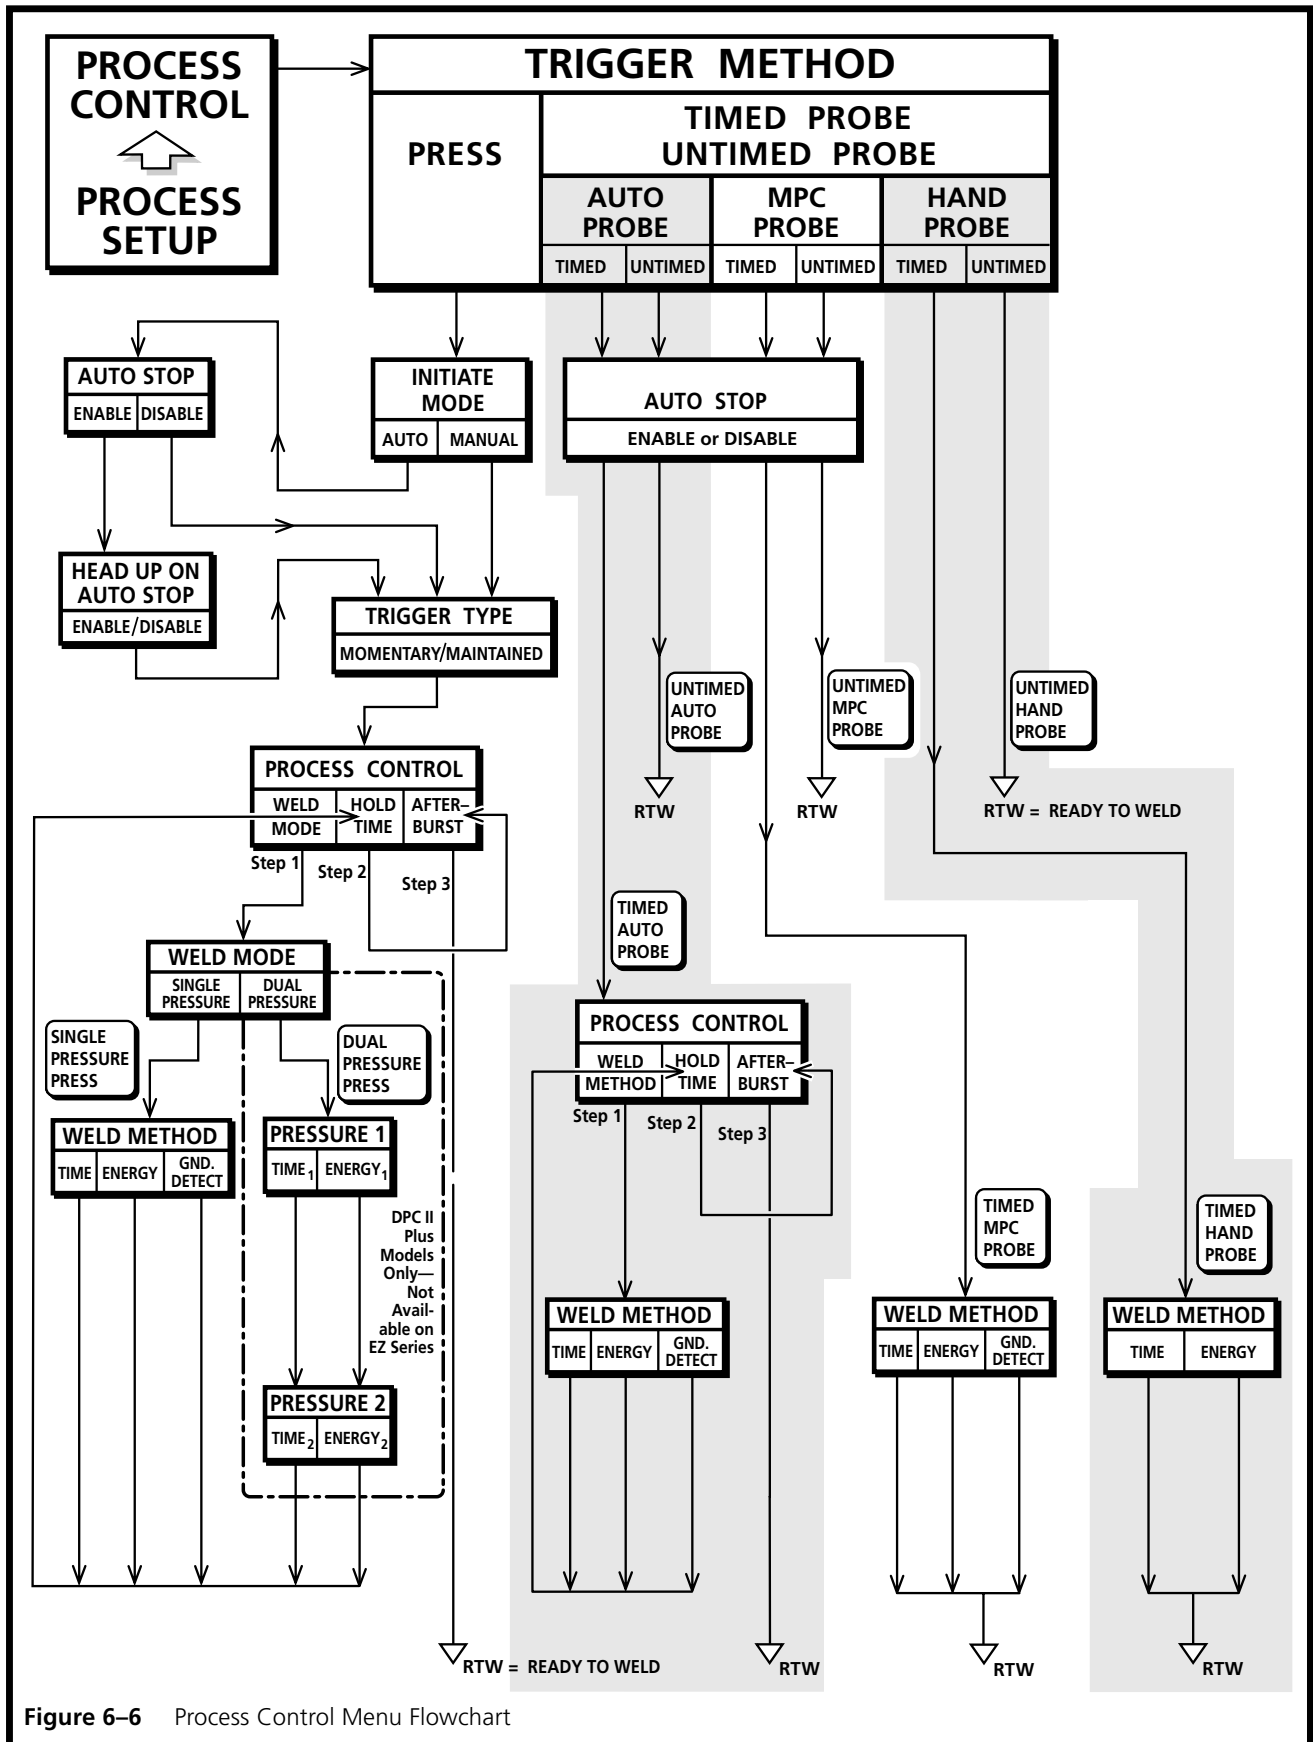 PROCESS
CONTROL
PROCESS
SETUP
TRIGGER METHOD
PRESS
TIMED PROBE
UNTIMED PROBE
AUTO
PROBE
MPC
PROBE
HAND
PROBE
TIMED
UNTIMED
TIMED
UNTIMED
TIMED
UNTIMED
AUTO STOP
ENABLE
DISABLE
INITIATE
MODE
AUTO
MANUAL
AUTO STOP
ENABLE or DISABLE
HEAD UP ON
AUTO STOP
ENABLE/DISABLE
TRIGGER TYPE
MOMENTARY/MAINTAINED
UNTIMED
AUTO
PROBE
UNTIMED
MPC
PROBE
UNTIMED
HAND
PROBE
RTW
RTW
RTW = READY TO WELD
PROCESS CONTROL
WELD
MODE
HOLD
TIME
AFTER–
BURST
Step 1
Step 2
Step 3
TIMED
AUTO
PROBE
WELD MODE
SINGLE
PRESSURE
DUAL
PRESSURE
SINGLE
PRESSURE
PRESS
DUAL
PRESSURE
PRESS
PROCESS CONTROL
WELD
METHOD
HOLD
TIME
AFTER–
BURST
Step 1
Step 2
Step 3
WELD METHOD
TIME
ENERGY
GND.
DETECT
PRESSURE 1
TIME1
ENERGY1
DPC II
Plus
Models
Only—
Not
Avail-
able on
EZ Series
TIMED
MPC
PROBE
TIMED
HAND
PROBE
WELD METHOD
TIME
ENERGY
GND.
DETECT
WELD METHOD
TIME
ENERGY
GND.
DETECT
WELD METHOD
TIME
ENERGY
PRESSURE 2
TIME2
ENERGY2
RTW = READY TO WELD
RTW
RTW
RTW
Figure 6–6 Process Control Menu Flowchart